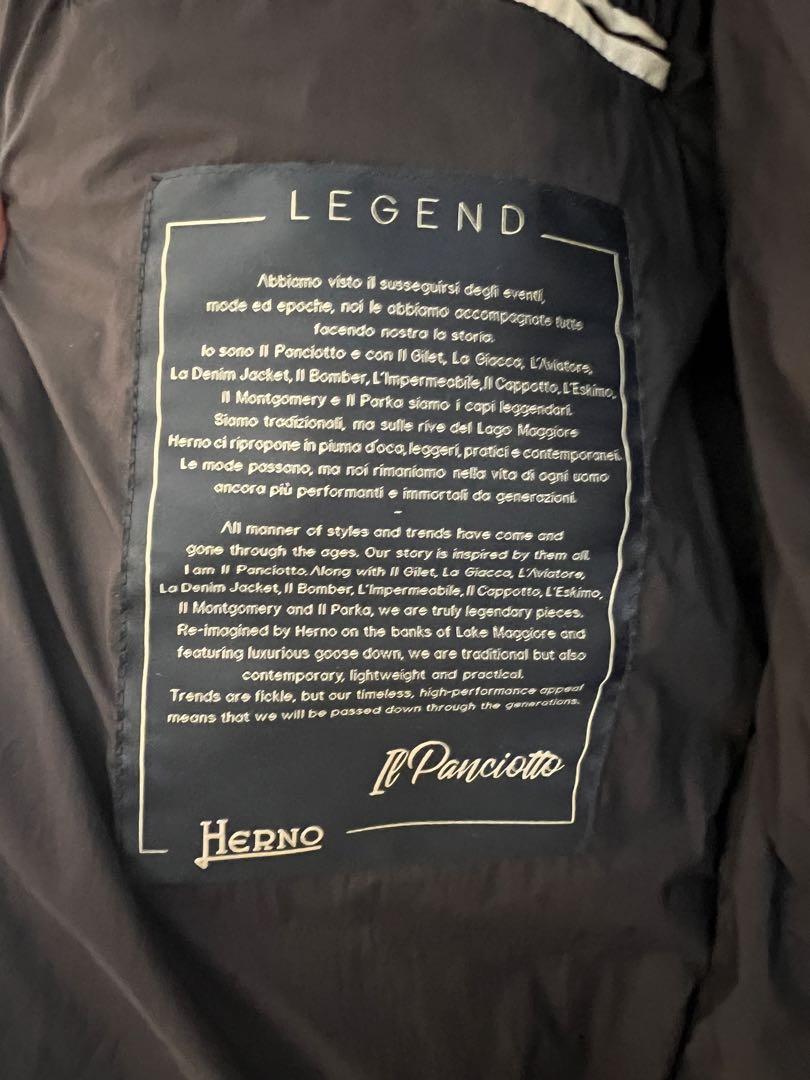 LEGEND
Abbiamo visto il susseguirsi degli eventi,
mode ed epoche, noi le abbiamo accompagnate tutte
facendo nostra la storia.
Io sono Il Panciotto e con Il Gilet, La Giacca, L'Aviatore,
La Denim Jacket, Il Bomber, L'Impermeabile, Il Cappotto, L'Eskimo,
Il Montgomery e Il Parka siamo i capi leggendari.
Siamo tradizionali, ma sulle rive del Lago Maggiore
Herno ci ripropone in piuma d'oca, leggeri, pratici e contemporanei.
Le mode passano, ma noi rimaniamo nella vita di ogni uomo
ancora più performanti e immortali da generazioni.
-
All manner of styles and trends have come and
gone through the ages. Our story is inspired by them all.
I am Il Panciotto. Along with Il Gilet, La Giacca, L'Aviatore,
La Denim Jacket, Il Bomber, L'Impermeabile, Il Cappotto, L'Eskimo,
Il Montgomery and Il Parka, we are truly legendary pieces.
Re-imagined by Herno on the banks of Lake Maggiore and
featuring luxurious goose down, we are traditional but also
contemporary, lightweight and practical.
Trends are fickle, but our timeless, high-performance appeal
means that we will be passed down through the generations.
Il Panciotto
HERNO